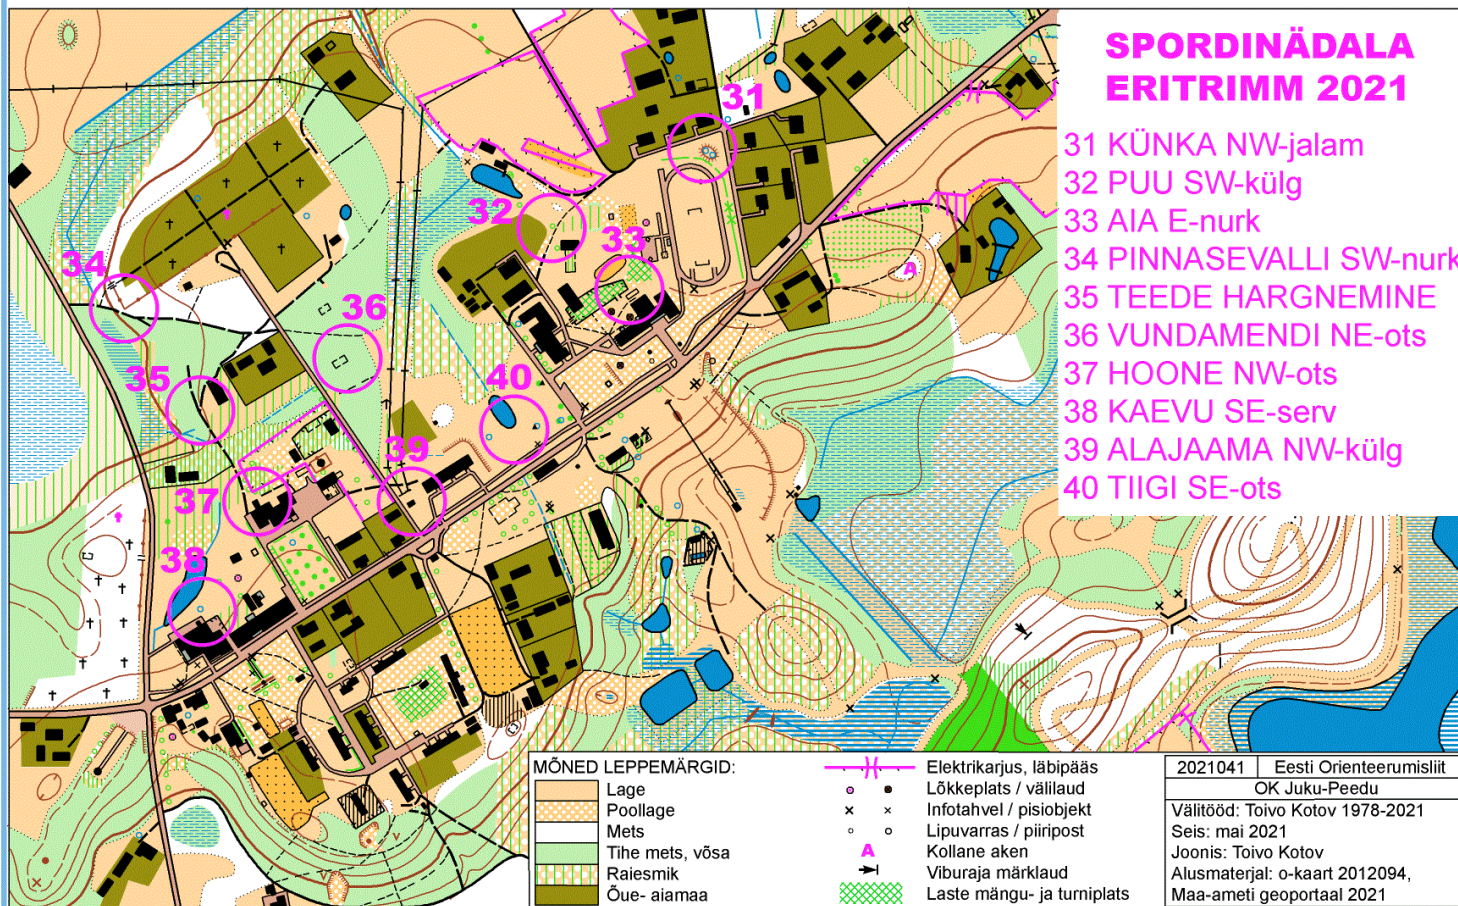 SPORDINÄDALA
ERITRIMM 2021
31 KÜNKA NW-jalam
32 PUU SW-külg
33 AIA E-nurk
34 PINNASEVALLI SW-nurk
35 TEEDE HARGNEMINE
36 VUNDAMENDI NE-ots
37 HOONE NW-ots
38 KAEVU SE-serv
39 ALAJAAMA NW-külg
40 TIIGI SE-ots
31
32
33
34
36
35
40
39
37
38
A
MÕNED LEPPEMÄRGID:
Lage
Poollage
Mets
Tihe mets, võsa
Raiesmik
Õue- aiamaa
Elektrikarjus, läbipääs
Lõkkeplats / välilaud
Infotahvel / pisiobjekt
Lipuvarras / piiripost
A Kollane aken
Viburaja märklaud
Laste mängu- ja turniplats
2021041 Eesti Orienteerumisliit
OK Juku-Peedu
Välitööd: Toivo Kotov 1978-2021
Seis: mai 2021
Joonis: Toivo Kotov
Alusmaterjal: o-kaart 2012094,
Maa-ameti geoportaal 2021